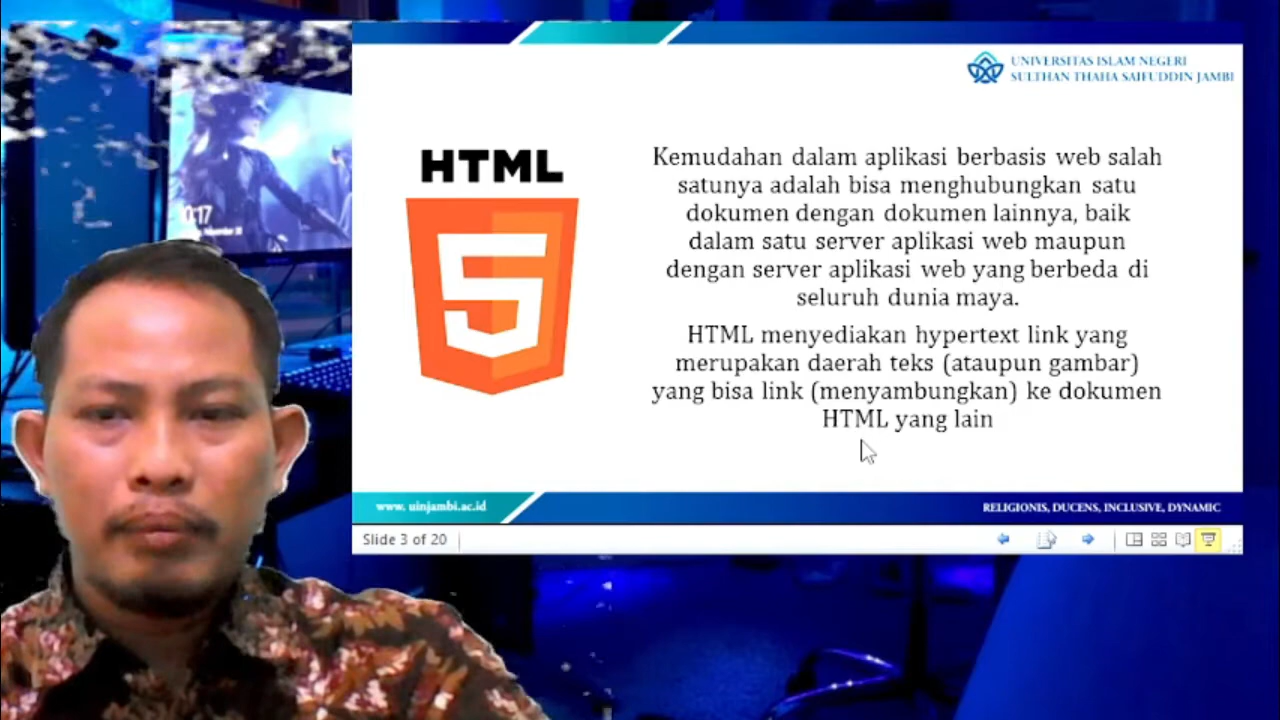 UNIVERSITAS ISLAM NEGERI
SULTHAN THAHA SAIFUDDIN JAMBI
HTML
5
Kemudahan dalam aplikasi berbasis web salah
satunya adalah bisa menghubungkan satu
dokumen dengan dokumen lainnya, baik
dalam satu server aplikasi web maupun
dengan server aplikasi web yang berbeda di
seluruh dunia maya.
HTML menyediakan hypertext link yang
merupakan daerah teks (ataupun gambar)
yang bisa link (menyambungkan) ke dokumen
HTML yang lain
www. uinjambi.ac.id
RELIGIONIS, DUCENS, INCLUSIVE, DYNAMIC
Slide 3 of 20